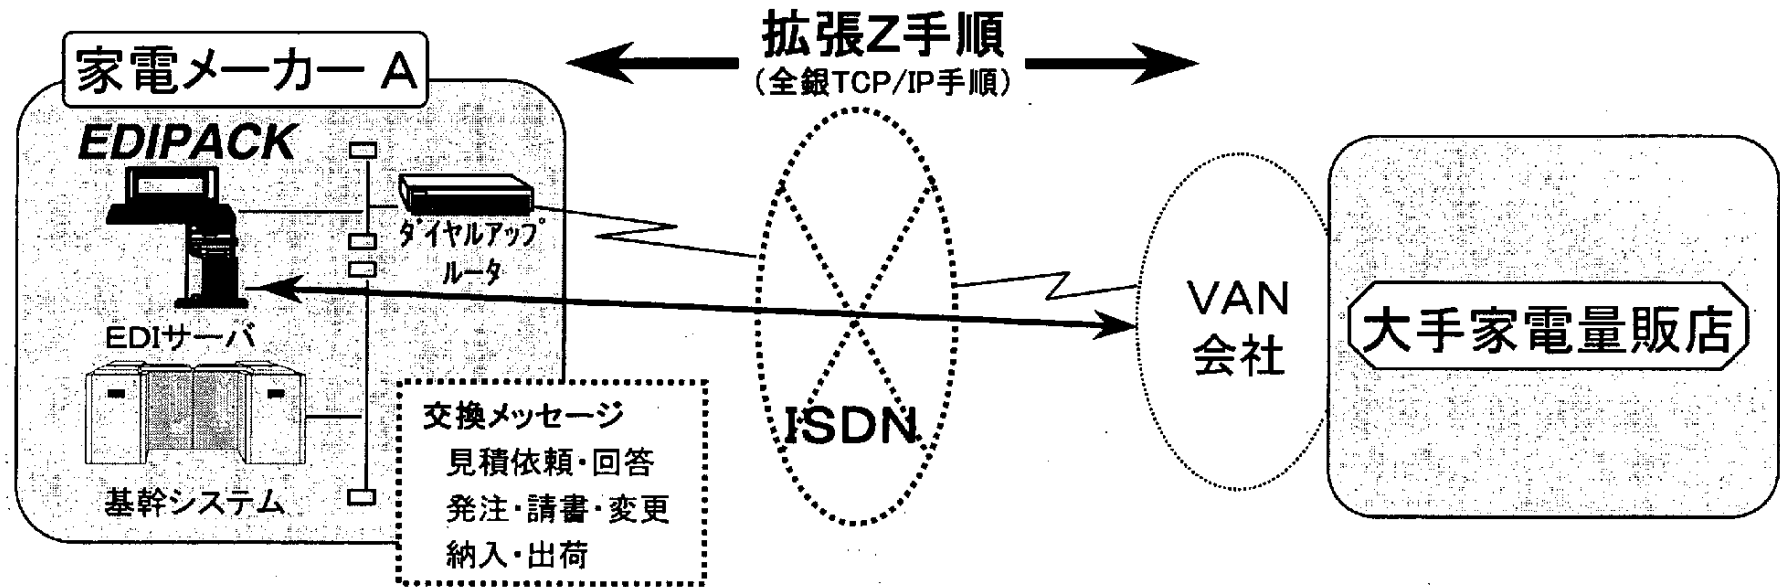 拡張Z手順
(全銀TCP/IP手順)
家電メーカー A
EDIPACK
ダイヤルアップ
ルータ
EDIサーバ
基幹システム
交換メッセージ
見積依頼・回答
発注・請書・変更
納入・出荷
ISDN
VAN
会社
大手家電量販店